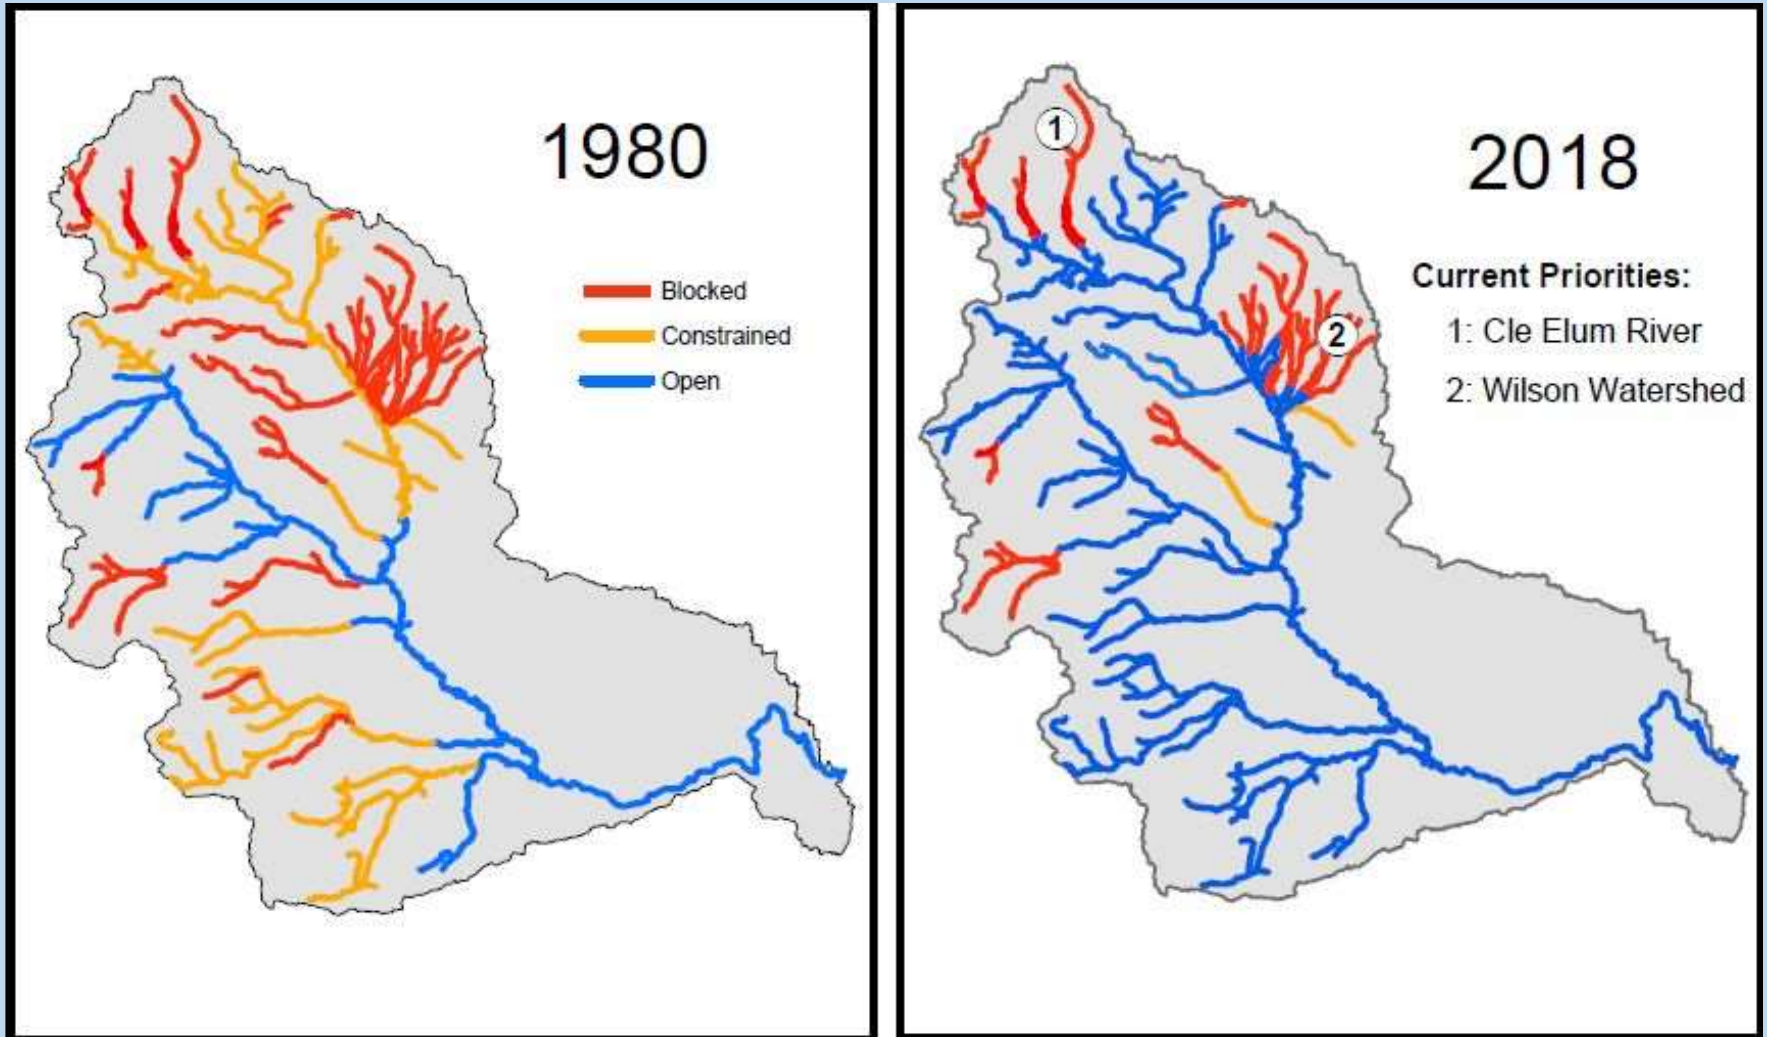 1980
Blocked
Constrained
Open
2018
1
2
Current Priorities:
1: Cle Elum River
2: Wilson Watershed